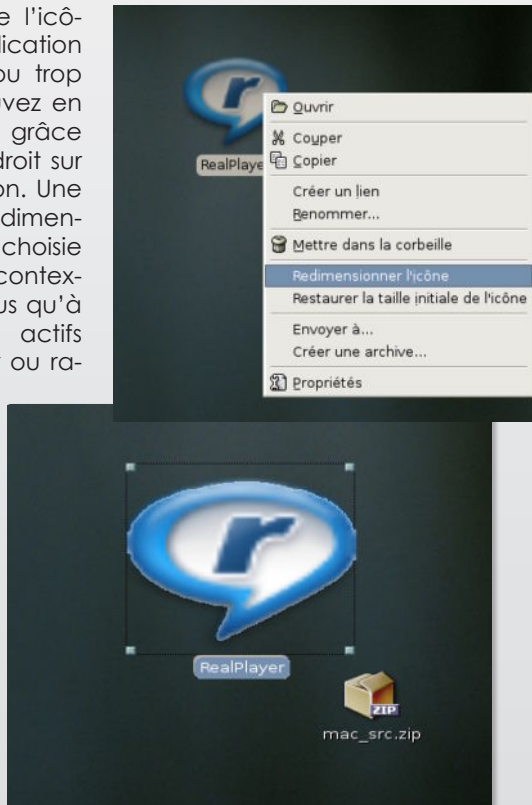 e l'icô-
lication
ou trop
uvez en
grâce
droit sur
on. Une
dimen-
choisie
contex-
us qu'à
actifs
r ou ra-
RealPlaye
Ouvrir
Couper
Copier
Créer un lien
Renommer...
Mettre dans la corbeille
Redimensionner l'icône
Restaurer la taille initiale de l'icône
Envoyer à...
Créer une archive...
Propriétés
RealPlayer
ZIP
mac_src.zip